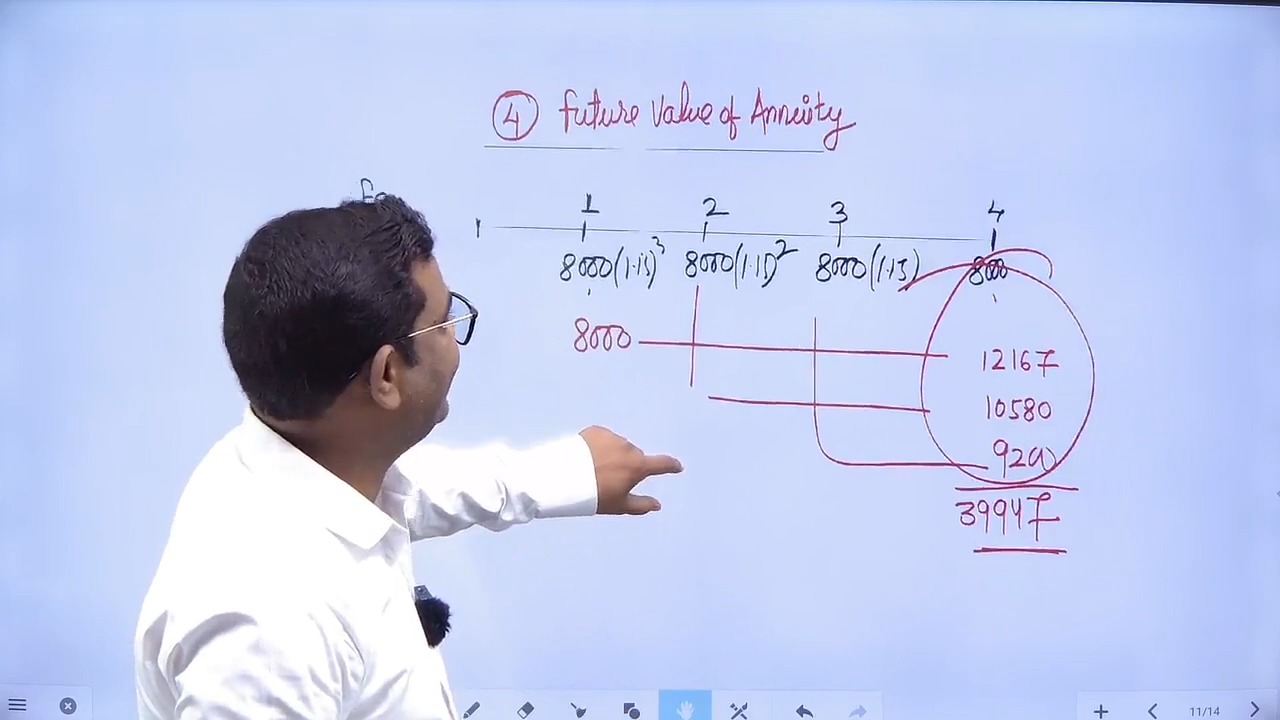 4 Future Value of Annuity
1 2 3 4
8000(1.15)³ 8000(1.15)² 8000(1.15) 8000
8000 12167
10580
9200
39947
11/14